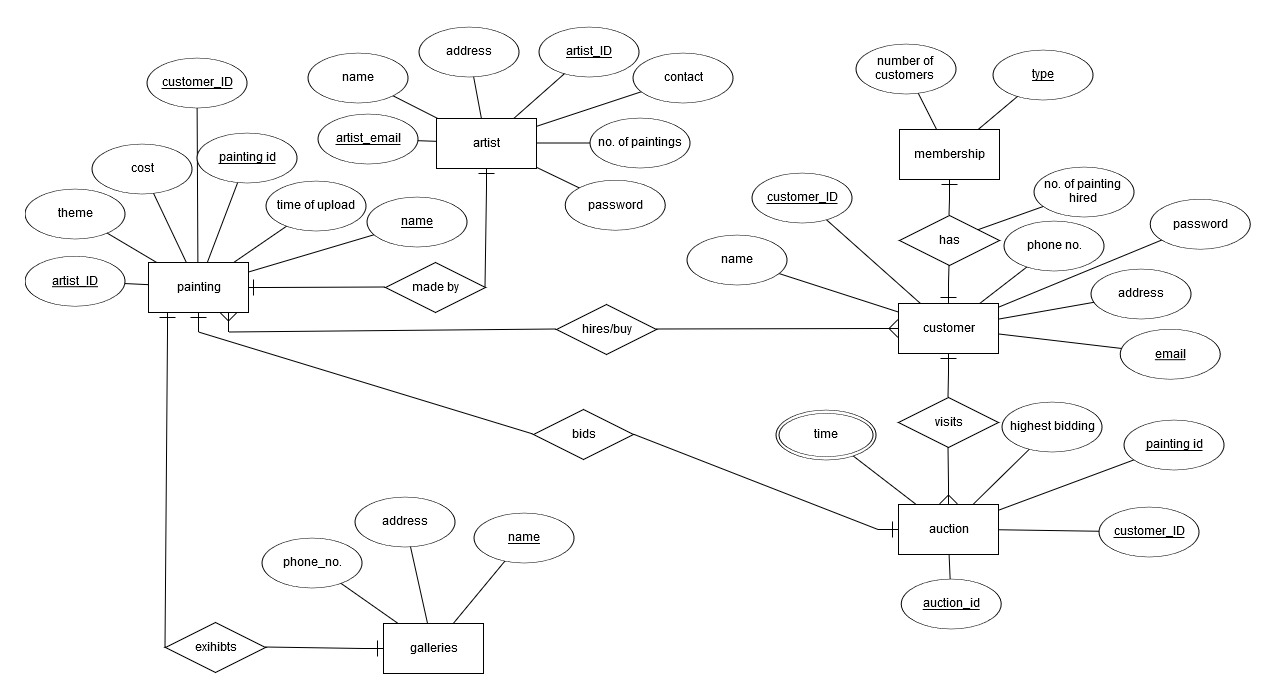 address
artist_ID
number of
customers
type
customer_ID
name
contact
artist_email
artist
no. of paintings
membership
cost
painting id
theme
time of upload
name
password
customer_ID
no. of painting
hired
password
has
phone no.
name
artist_ID
painting
made by
address
hires/buy
customer
email
time
bids
visits
highest bidding
painting id
phone_no.
address
name
auction
customer_ID
auction_id
exihibts
galleries